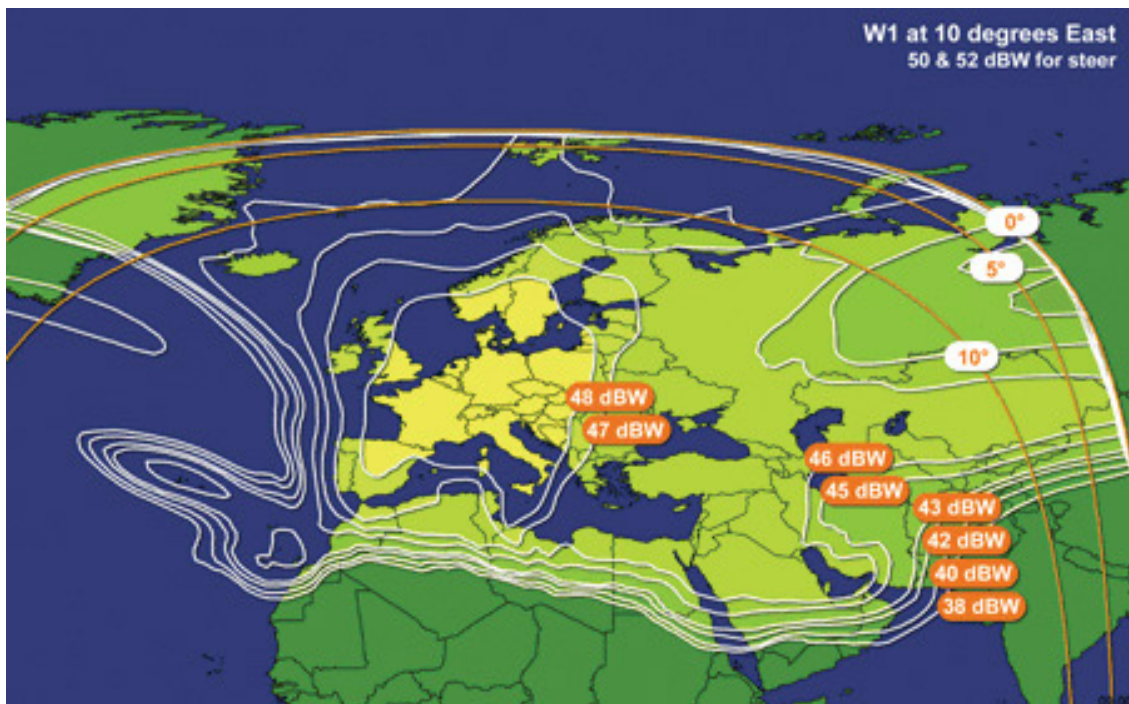 W1 at 10 degrees East
50 & 52 dBW for steer
0°
5°
10°
48 dBW
47 dBW
46 dBW
45 dBW
43 dBW
42 dBW
40 dBW
38 dBW